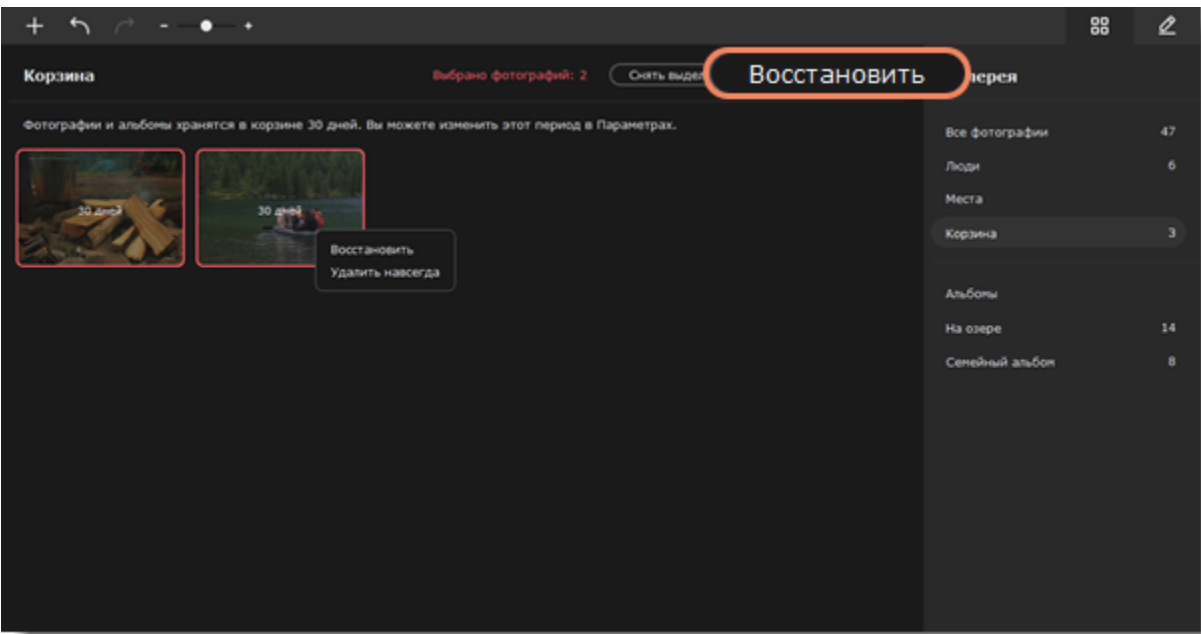 Корзина
Выбрано фотографий: 2
Снять
Восстановить
Фотографии и альбомы хранятся в корзине 30 дней. Вы можете изменить этот период в Параметрах.
30 дней
30 дней
Восстановить
Удалить навсегда
Все фотографии 47
Люди 6
Места
Корзина 3
Альбомы
На озере 14
Семейный альбом 8